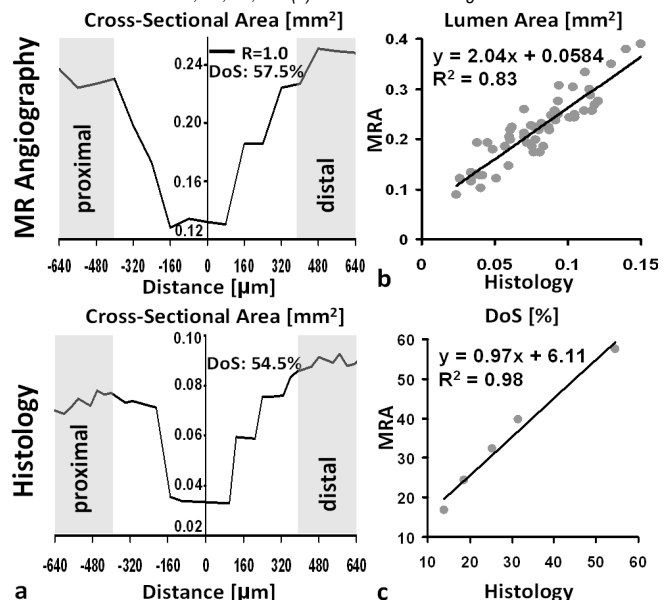 Cross-Sectional Area [mm²]
MR Angiography
0.24
0.20
0.16
0.12
R=1.0
DoS: 57.5%
proximal
distal
-640 -480 -320 -160 0 160 320 480 640
Distance [µm]
Lumen Area [mm²]
y = 2.04x + 0.0584
R² = 0.83
MRA
0.4
0.3
0.2
0.1
0
0 0.05 0.1 0.15
b Histology
Cross-Sectional Area [mm²]
Histology
0.10
0.08
0.06
0.04
0.02
DoS: 54.5%
proximal
distal
-640 -480 -320 -160 0 160 320 480 640
a Distance [µm]
DoS [%]
y = 0.97x + 6.11
R² = 0.98
MRA
60
50
40
30
20
10
10 20 30 40 50 60
c Histology